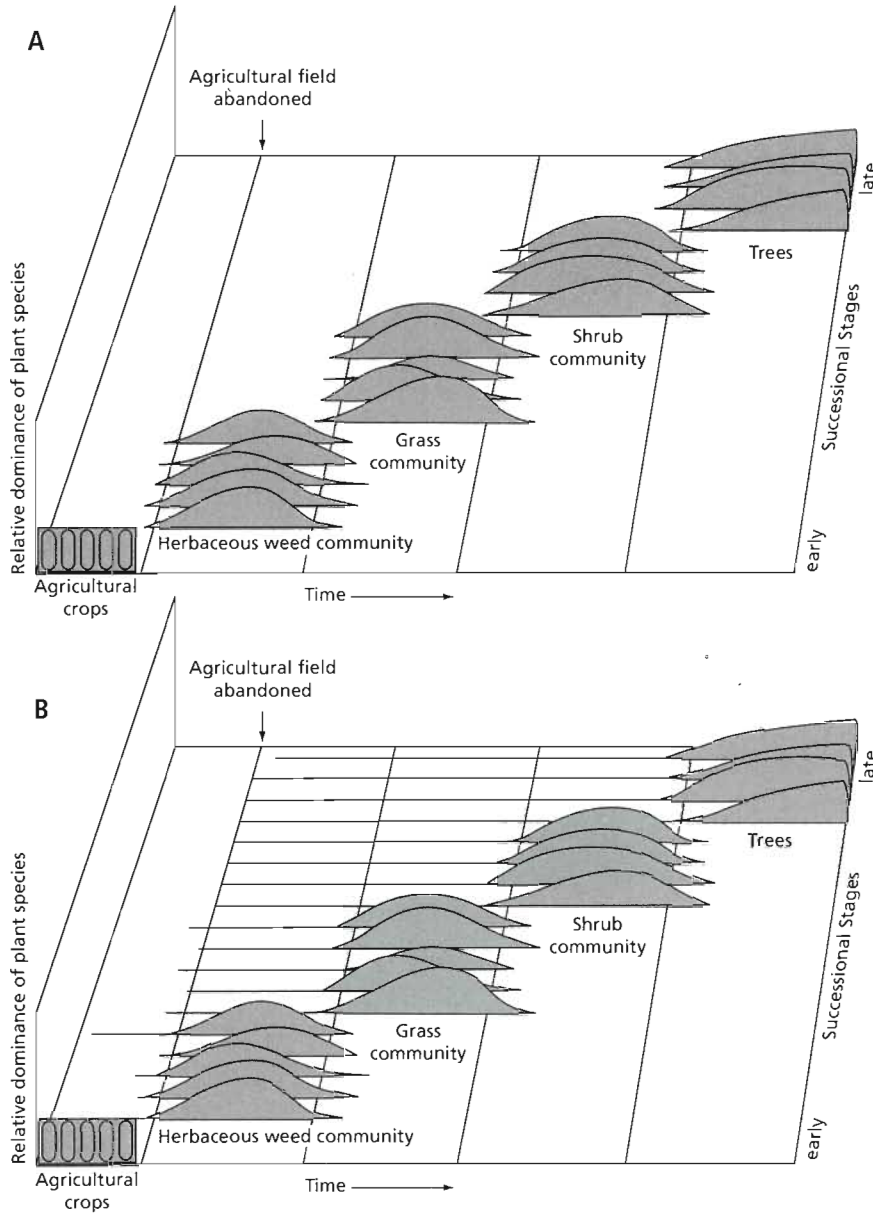 A
Agricultural field
abandoned
Relative dominance of plant species
Agricultural
crops
Herbaceous weed community
Grass
community
Shrub
community
Trees
late
Successional Stages
early
Time
B
Agricultural field
abandoned
Relative dominance of plant species
Agricultural
crops
Herbaceous weed community
Grass
community
Shrub
community
Trees
late
Successional Stages
early
Time